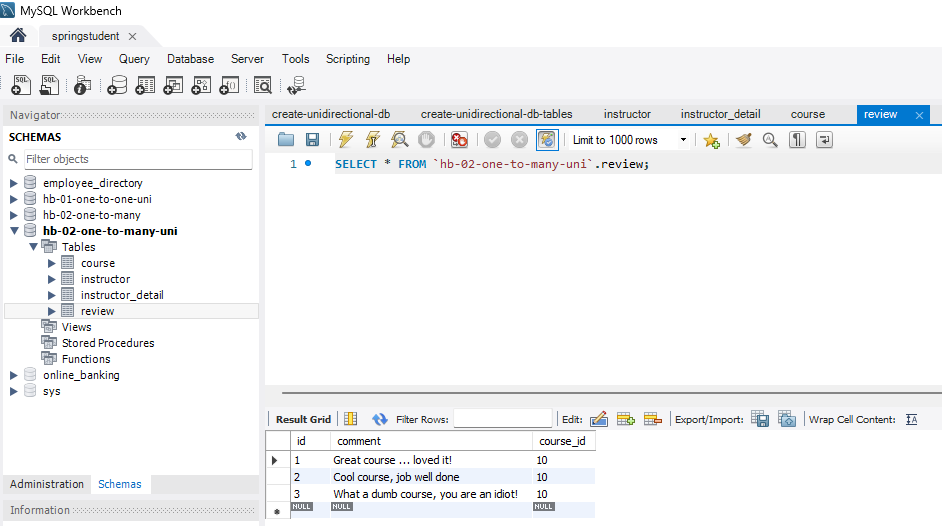 MySQL Workbench
springstudent
File Edit View Query Database Server Tools Scripting Help
Navigator
SCHEMAS
Filter objects
employee_directory
hb-01-one-to-one-uni
hb-02-one-to-many
hb-02-one-to-many-uni
Tables
course
instructor
instructor_detail
review
Views
Stored Procedures
Functions
online_banking
sys
Administration Schemas
Information
create-unidirectional-db create-unidirectional-db-tables instructor instructor_detail course review
Limit to 1000 rows
1 SELECT * FROM `hb-02-one-to-many-uni`.review;
Result Grid Filter Rows: Edit: Export/Import: Wrap Cell Content:
id comment course_id
1 Great course ... loved it! 10
2 Cool course, job well done 10
3 What a dumb course, you are an idiot! 10
NULL NULL NULL